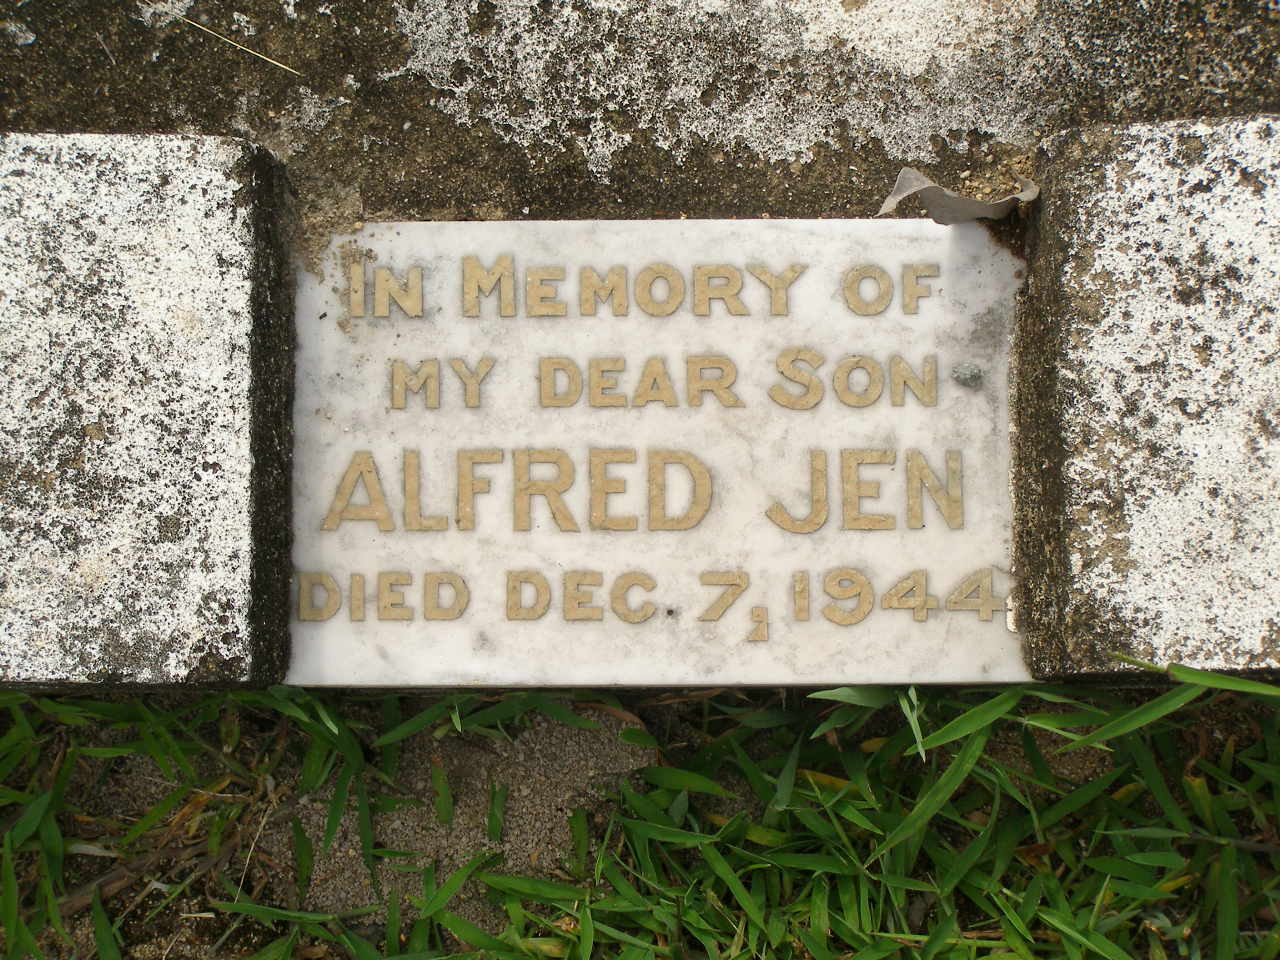 IN MEMORY OF
MY DEAR SON
ALFRED JEN
DIED DEC. 7, 1944